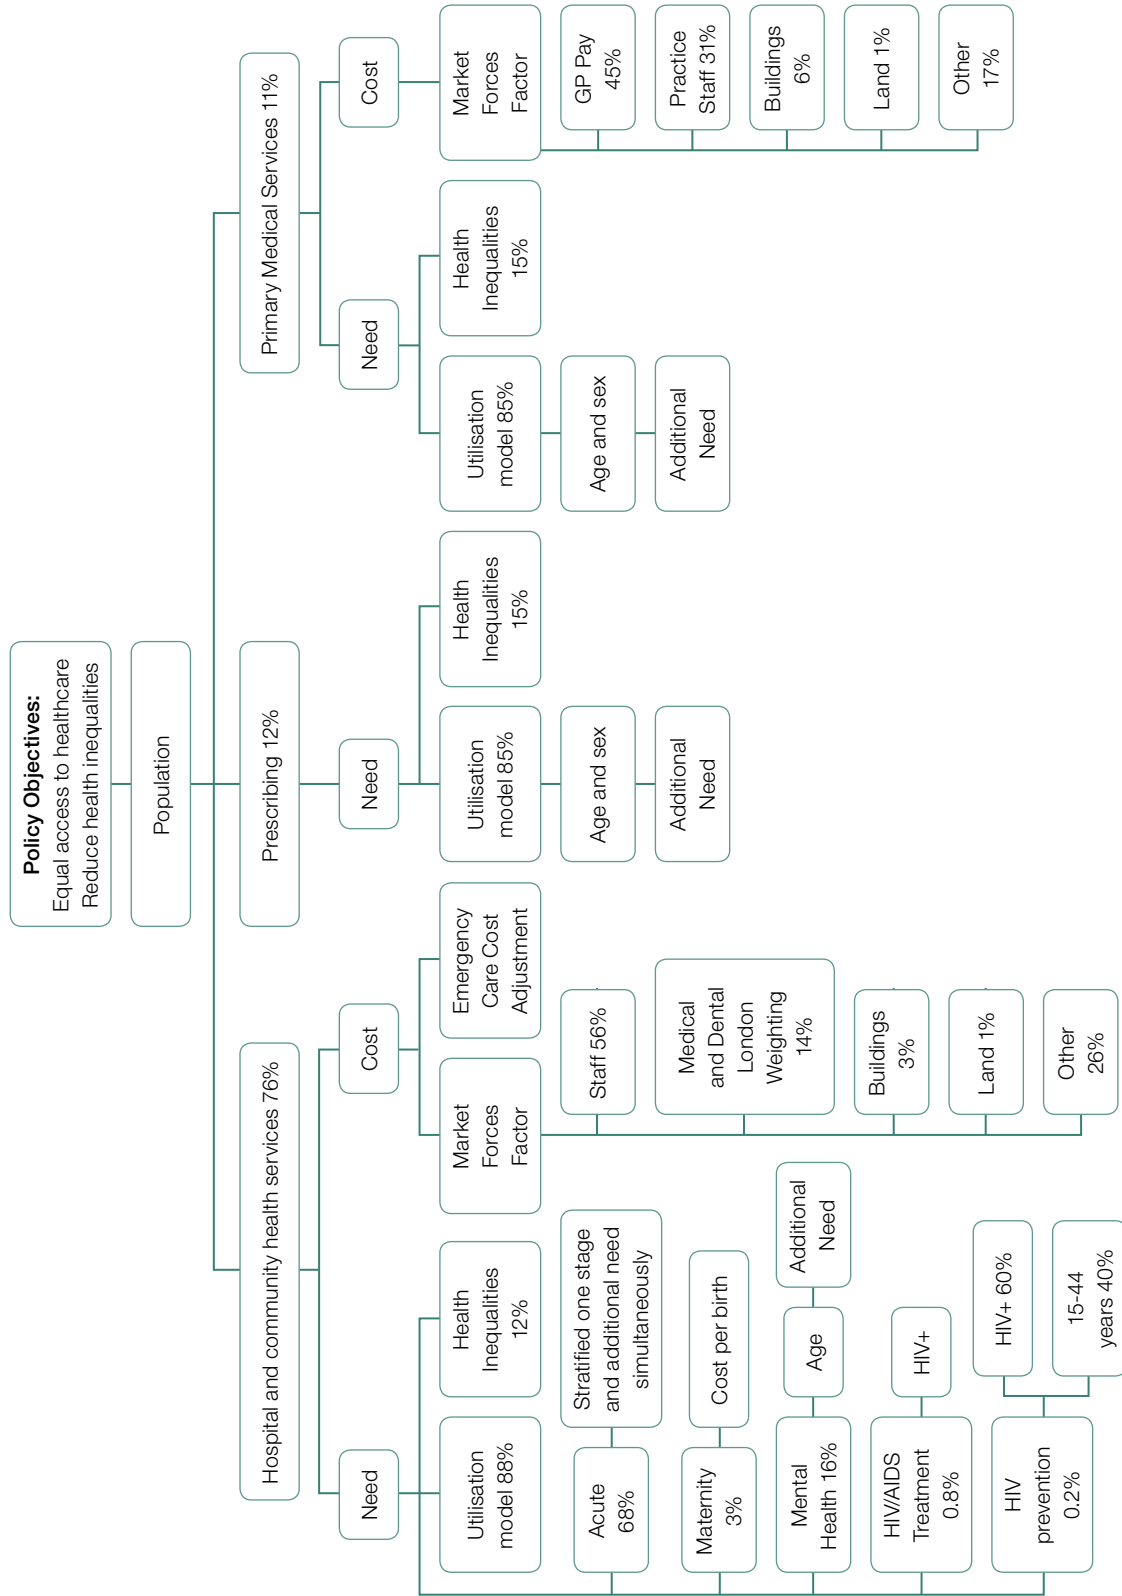 Policy Objectives:
Equal access to healthcare
Reduce health inequalities
Population
Hospital and community health services 76%
Need
Utilisation
model 88%
Acute
68%
Stratified one stage
and additional need
simultaneously
Maternity
3%
Cost per birth
Mental
Health 16%
Age
Additional
Need
HIV/AIDS
Treatment
0.8%
HIV+
HIV
prevention
0.2%
HIV+ 60%
15-44
years 40%
Health
Inequalities
12%
Cost
Market
Forces
Factor
Staff 56%
Medical
and Dental
London
Weighting
14%
Buildings
3%
Land 1%
Other
26%
Emergency
Care Cost
Adjustment
Prescribing 12%
Need
Utilisation
model 85%
Age and sex
Additional
Need
Health
Inequalities
15%
Primary Medical Services 11%
Need
Utilisation
model 85%
Age and sex
Additional
Need
Health
Inequalities
15%
Cost
Market
Forces
Factor
GP Pay
45%
Practice
Staff 31%
Buildings
6%
Land 1%
Other
17%